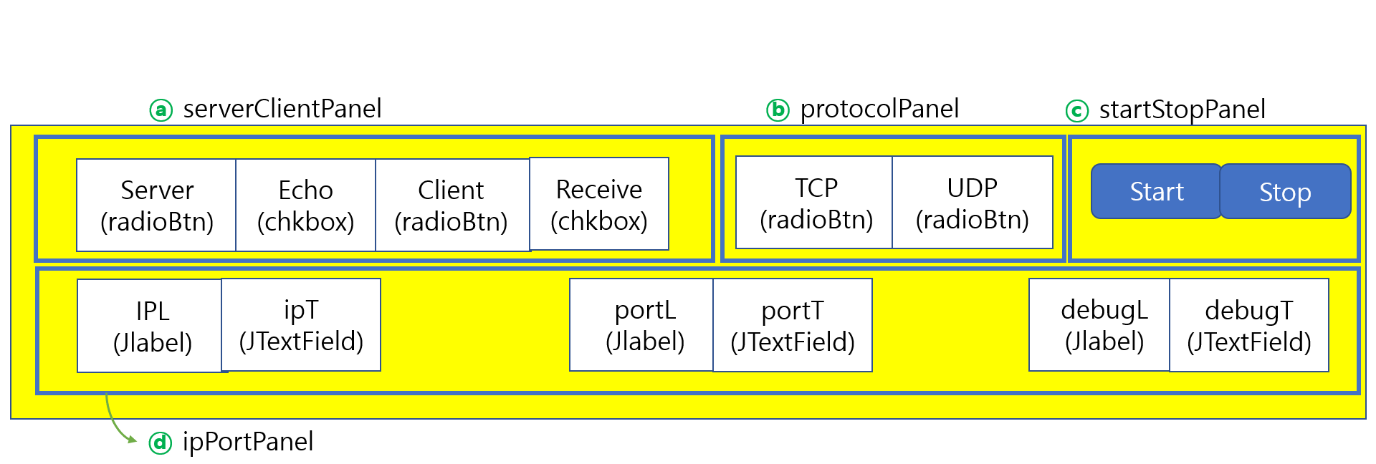 ⓐ serverClientPanel
ⓑ protocolPanel
ⓒ startStopPanel
Server
(radioBtn)
Echo
(chkbox)
Client
(radioBtn)
Receive
(chkbox)
TCP
(radioBtn)
UDP
(radioBtn)
Start
Stop
IPL
(Jlabel)
ipT
(JTextField)
portL
(Jlabel)
portT
(JTextField)
debugL
(Jlabel)
debugT
(JTextField)
ⓓ ipPortPanel